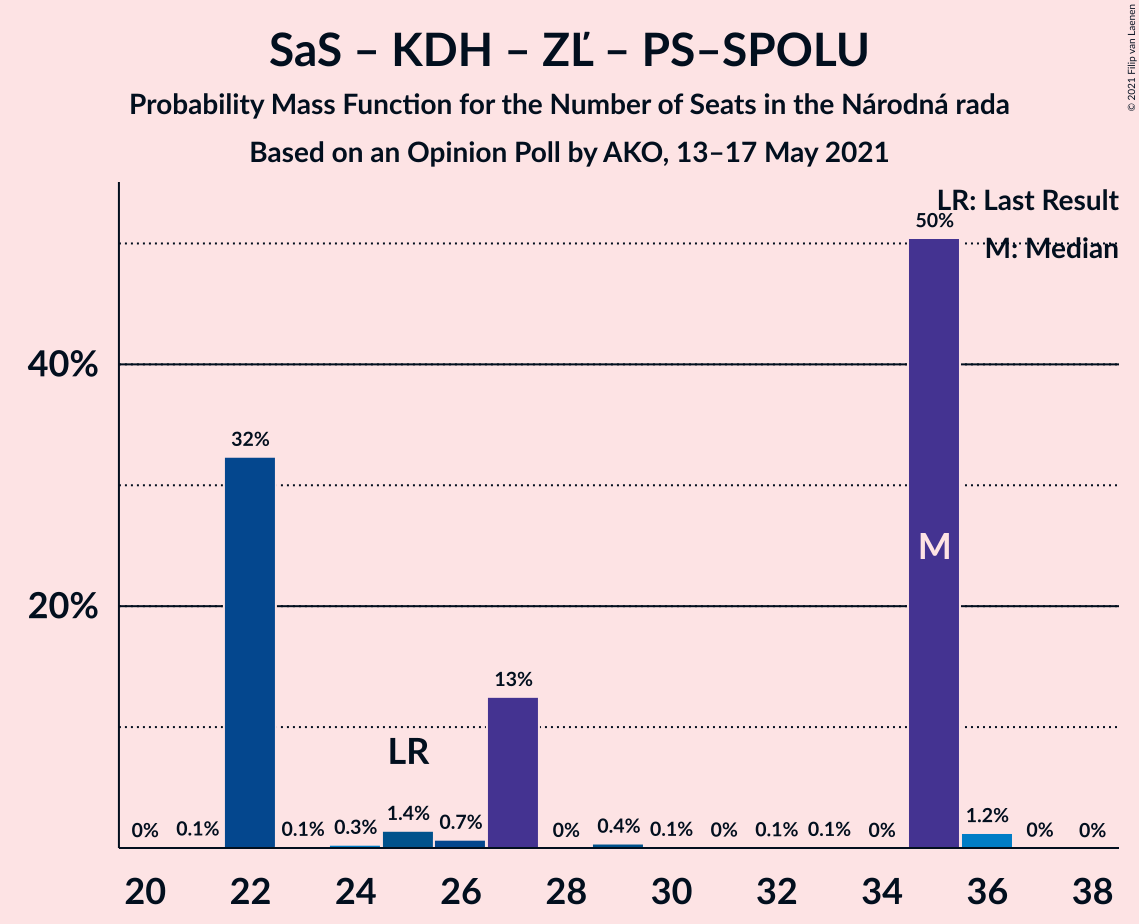 SaS – KDH – ZĽ – PS–SPOLU
Probability Mass Function for the Number of Seats in the Národná rada
Based on an Opinion Poll by AKO, 13–17 May 2021
© 2021 Filip van Laenen
LR: Last Result
M: Median
50%
40%
32%
M
20%
13%
LR
0% 0.1% 0.1% 0.3% 1.4% 0.7% 0% 0.4% 0.1% 0% 0.1% 0.1% 0% 1.2% 0% 0%
20 22 24 26 28 30 32 34 36 38